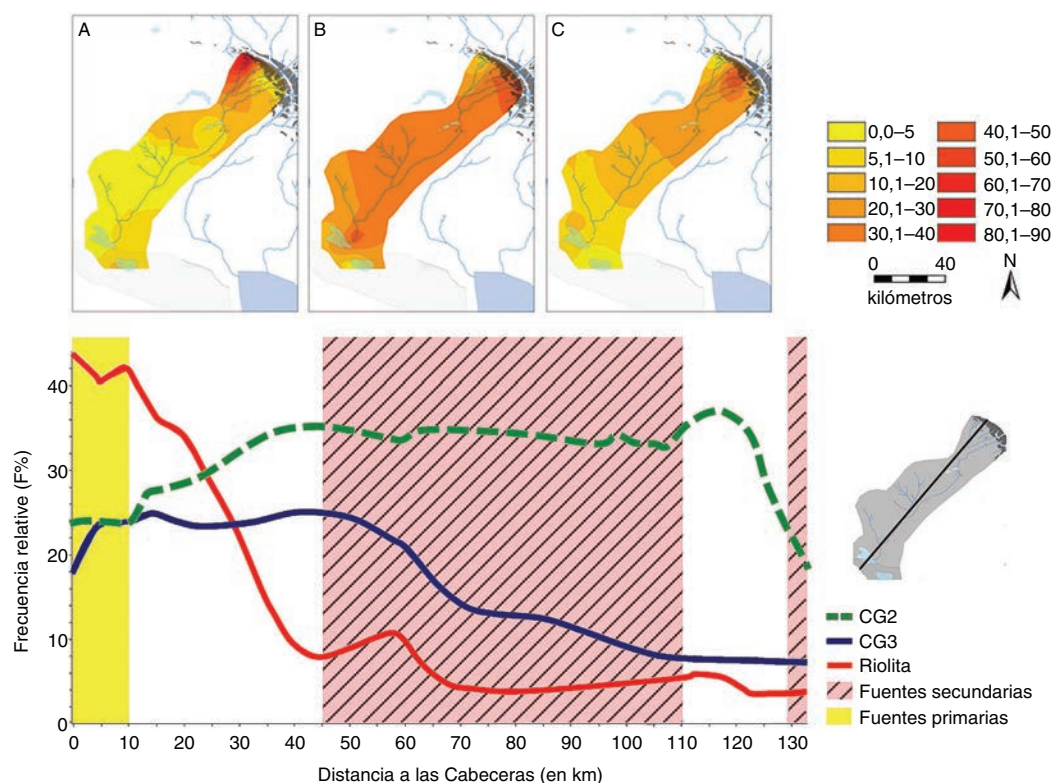 A
B
C
0,0–5
5,1–10
10,1–20
20,1–30
30,1–40
40,1–50
50,1–60
60,1–70
70,1–80
80,1–90
0 40
kilómetros
N
Frecuencia relative (F%)
40
30
20
10
0
0 10 20 30 40 50 60 70 80 90 100 110 120 130
Distancia a las Cabeceras (en km)
CG2
CG3
Riolita
Fuentes secundarias
Fuentes primarias